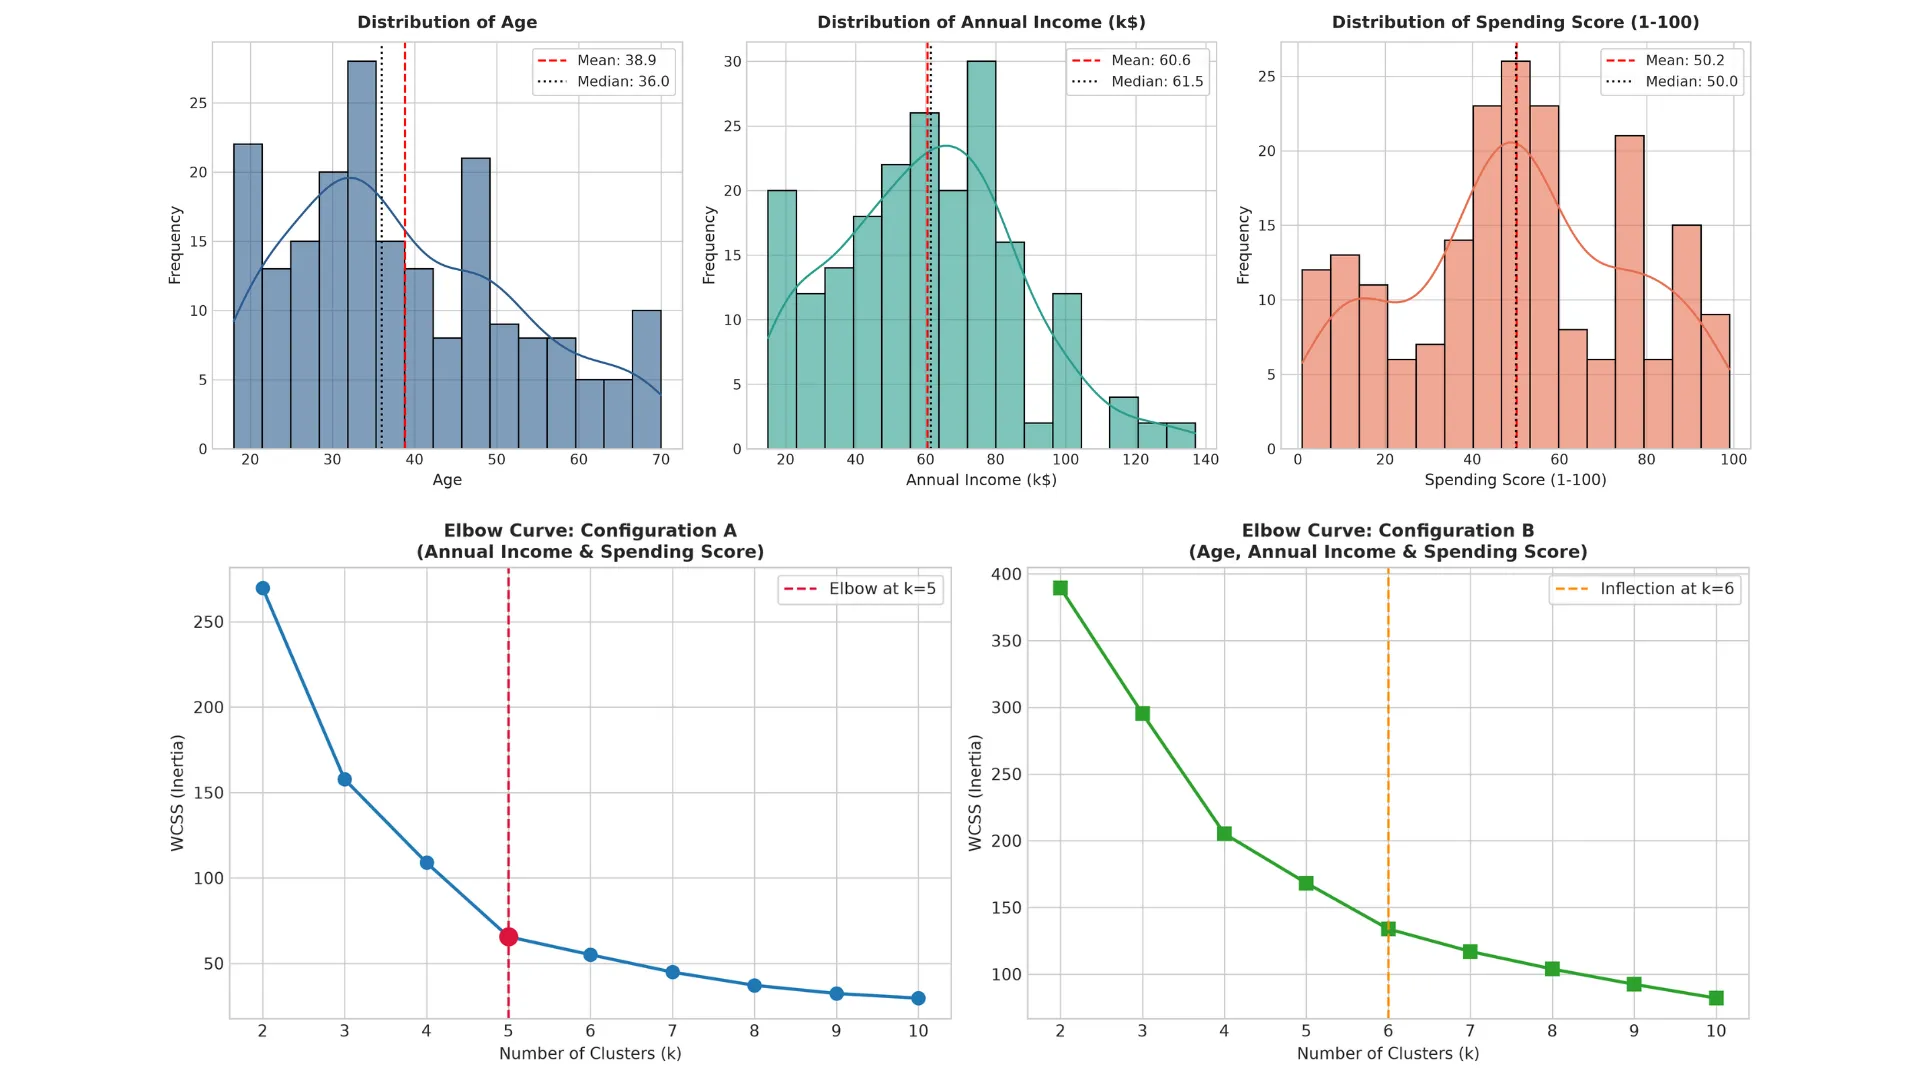 Distribution of Age
Mean: 38.9
Median: 36.0
Frequency
25
20
15
10
5
0
20 30 40 50 60 70
Age
Distribution of Annual Income (k$)
Mean: 60.6
Median: 61.5
Frequency
30
25
20
15
10
5
0
20 40 60 80 100 120 140
Annual Income (k$)
Distribution of Spending Score (1-100)
Mean: 50.2
Median: 50.0
Frequency
25
20
15
10
5
0
0 20 40 60 80 100
Spending Score (1-100)
Elbow Curve: Configuration A
(Annual Income & Spending Score)
Elbow at k=5
WCSS (Inertia)
250
200
150
100
50
2 3 4 5 6 7 8 9 10
Number of Clusters (k)
Elbow Curve: Configuration B
(Age, Annual Income & Spending Score)
Inflection at k=6
WCSS (Inertia)
400
350
300
250
200
150
100
2 3 4 5 6 7 8 9 10
Number of Clusters (k)